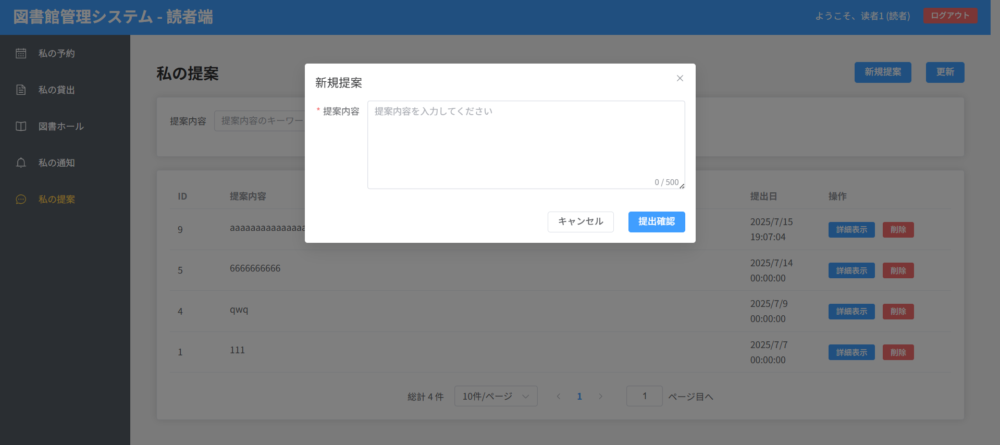 図書館管理システム - 読者端
ようこそ、读者1 (読者)
ログアウト
私の予約
私の貸出
図書ホール
私の通知
私の提案
私の提案
新規提案
更新
提案内容
提案内容のキーワー
新規提案
* 提案内容
提案内容を入力してください
0 / 500
キャンセル
提出確認
ID
提案内容
提出日
操作
9
aaaaaaaaaaaaaaa
2025/7/15
19:07:04
詳細表示
削除
5
6666666666
2025/7/14
00:00:00
詳細表示
削除
4
qwq
2025/7/9
00:00:00
詳細表示
削除
1
111
2025/7/7
00:00:00
詳細表示
削除
総計 4 件
10件/ページ
1
1
ページ目へ